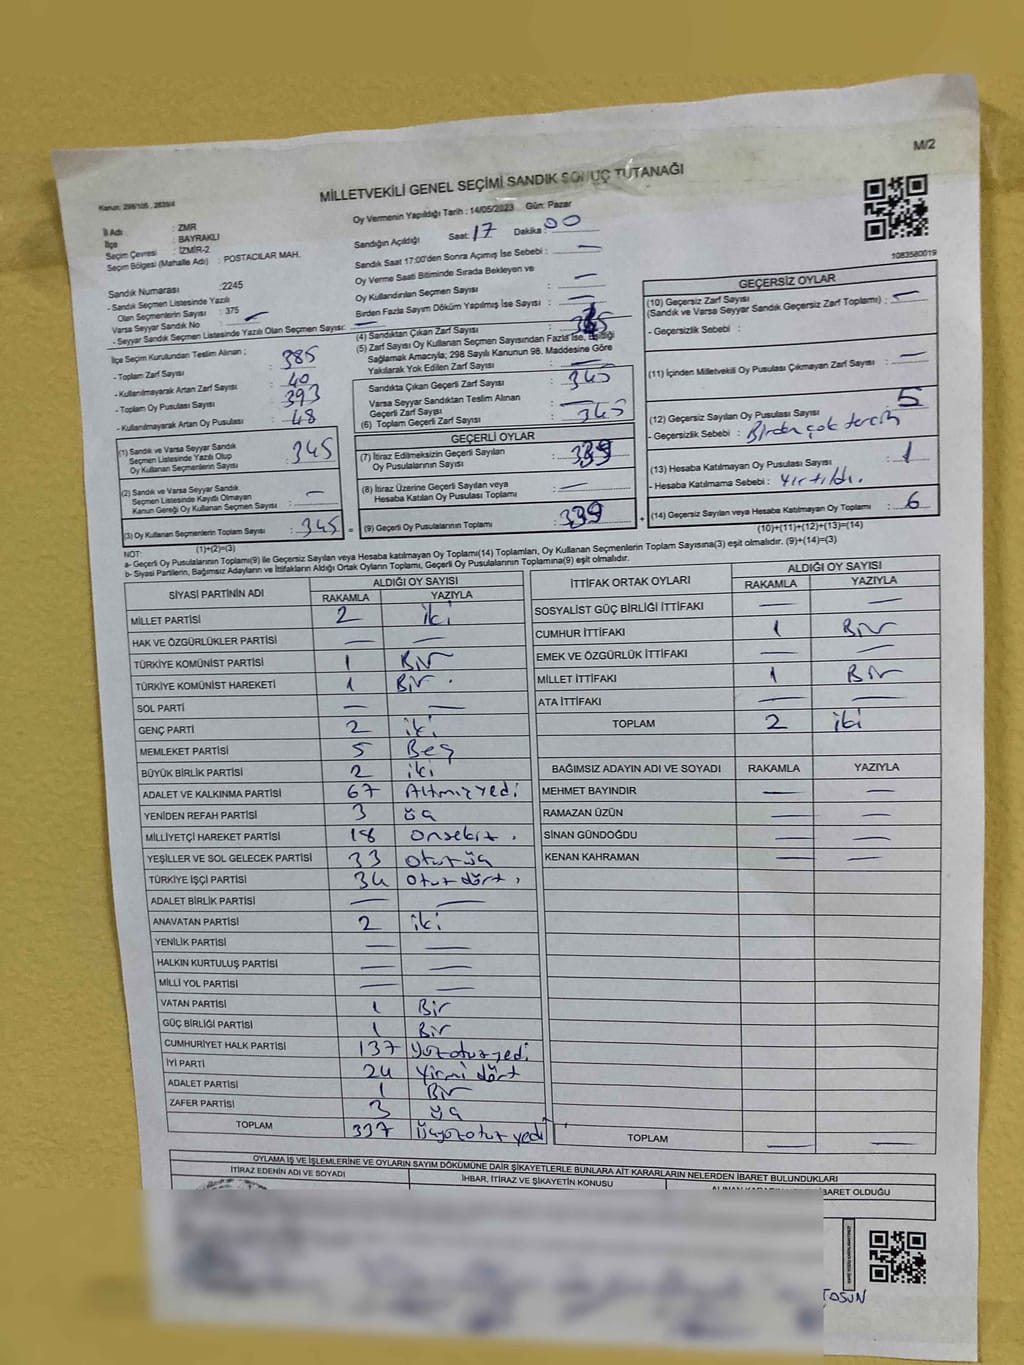 M/2
MİLLETVEKİLİ GENEL SEÇİMİ SANDIK SONUÇ TUTANAĞI
Kanun: 298/105 , 2839/4
Oy Vermenin Yapıldığı Tarih : 14/05/2023 Gün: Pazar
İl Adı : ZMR
İlçe : BAYRAKLI
Seçim Çevresi : İZMİR-2
Seçim Bölgesi (Mahalle Adı) : POSTACILAR MAH.
Sandık Numarası :2245
- Sandık Seçmen Listesinde Yazılı
Olan Seçmenlerin Sayısı : 375
Varsa Seyyar Sandık No : —
- Seyyar Sandık Seçmen Listesinde Yazılı Olan Seçmen Sayısı: —
İlçe Seçim Kurulundan Teslim Alınan ;
- Toplam Zarf Sayısı : 385
- Kullanılmayarak Artan Zarf Sayısı : 40
- Toplam Oy Pusulası Sayısı : 393
- Kullanılmayarak Artan Oy Pusulası : 48
(1) Sandık ve Varsa Seyyar Sandık
Seçmen Listesinde Yazılı Olup
Oy Kullanan Seçmenlerin Sayısı : 345
(2) Sandık ve Varsa Seyyar Sandık
Seçmen Listesinde Kaydı Olmayan
Kanun Gereği Oy Kullanan Seçmen Sayısı : —
(3) Oy Kullanan Seçmenlerin Toplam Sayısı : 345
(1)+(2)=(3)
Sandığın Açıldığı Saat: 17 Dakika : 00
Sandık Saat 17:00'den Sonra Açımış İse Sebebi : —
Oy Verme Saati Bitiminde Sırada Bekleyen ve
Oy Kullandırılan Seçmen Sayısı : —
Birden Fazla Sayım Döküm Yapılmış İse Sayısı : —
(4) Sandıktan Çıkan Zarf Sayısı : 345
(5) Zarf Sayısı Oy Kullanan Seçmen Sayısından Fazla İse, Eşitliği
Sağlamak Amacıyla; 298 Sayılı Kanunun 98. Maddesine Göre
Yakılarak Yok Edilen Zarf Sayısı : —
Sandıkta Çıkan Geçerli Zarf Sayısı : 345
Varsa Seyyar Sandıktan Teslim Alınan
Geçerli Zarf Sayısı : —
(6) Toplam Geçerli Zarf Sayısı : 345
GEÇERLİ OYLAR
(7) İtiraz Edilmeksizin Geçerli Sayılan
Oy Pusulalarının Sayısı : 339
(8) İtiraz Üzerine Geçerli Sayılan veya
Hesaba Katılan Oy Pusulası Toplamı : —
= (9) Geçerli Oy Pusulalarının Toplamı : 339 +
1083580019
GEÇERSİZ OYLAR
(10) Geçersiz Zarf Sayısı
(Sandık ve Varsa Seyyar Sandık Geçersiz Zarf Toplamı) : —
- Geçersizlik Sebebi :
(11) İçinden Milletvekili Oy Pusulası Çıkmayan Zarf Sayısı : —
(12) Geçersiz Sayılan Oy Pusulası Sayısı : 5
- Geçersizlik Sebebi : Birden çok tercih
(13) Hesaba Katılmayan Oy Pusulası Sayısı : 1
- Hesaba Katılmama Sebebi : Yırtıldı.
(14) Geçersiz Sayılan veya Hesaba Katılmayan Oy Toplamı : 6
(10)+(11)+(12)+(13)=(14)
NOT:
a- Geçerli Oy Pusulalarının Toplamı(9) ile Geçersiz Sayılan veya Hesaba katılmayan Oy Toplamı(14) Toplamları, Oy Kullanan Seçmenlerin Toplam Sayısına(3) eşit olmalıdır. (9)+(14)=(3)
b- Siyasi Partilerin, Bağımsız Adayların ve İttifakların Aldığı Ortak Oyların Toplamı, Geçerli Oy Pusulalarının Toplamına(9) eşit olmalıdır.
SİYASİ PARTİNİN ADI ALDIĞI OY SAYISI
RAKAMLA YAZIYLA
MİLLET PARTİSİ 2 iki
HAK VE ÖZGÜRLÜKLER PARTİSİ — —
TÜRKİYE KOMÜNİST PARTİSİ 1 Bir
TÜRKİYE KOMÜNİST HAREKETİ 1 Bir .
SOL PARTİ — —
GENÇ PARTİ 2 iki
MEMLEKET PARTİSİ 5 Beş
BÜYÜK BİRLİK PARTİSİ 2 iki
ADALET VE KALKINMA PARTİSİ 67 Altmışyedi
YENİDEN REFAH PARTİSİ 3 üç
MİLLİYETÇİ HAREKET PARTİSİ 18 Onsekiz .
YEŞİLLER VE SOL GELECEK PARTİSİ 33 Otuzüç
TÜRKİYE İŞÇİ PARTİSİ 34 Otuzdört .
ADALET BİRLİK PARTİSİ — —
ANAVATAN PARTİSİ 2 iki
YENİLİK PARTİSİ — —
HALKIN KURTULUŞ PARTİSİ — —
MİLLİ YOL PARTİSİ — —
VATAN PARTİSİ 1 Bir
GÜÇ BİRLİĞİ PARTİSİ 1 Bir
CUMHURİYET HALK PARTİSİ 137 Yüzotuzyedi
İYİ PARTİ 24 Yirmi dört
ADALET PARTİSİ 1 Bir
ZAFER PARTİSİ 3 üç
TOPLAM 337 Üçyüzotuzyedi
İTTİFAK ORTAK OYLARI ALDIĞI OY SAYISI
RAKAMLA YAZIYLA
SOSYALİST GÜÇ BİRLİĞİ İTTİFAKI — —
CUMHUR İTTİFAKI 1 Bir
EMEK VE ÖZGÜRLÜK İTTİFAKI — —
MİLLET İTTİFAKI 1 Bir
ATA İTTİFAKI — —
TOPLAM 2 iki
BAĞIMSIZ ADAYIN ADI VE SOYADI RAKAMLA YAZIYLA
MEHMET BAYINDIR — —
RAMAZAN ÜZÜN — —
SİNAN GÜNDOĞDU — —
KENAN KAHRAMAN — —
TOPLAM — —
OYLAMA İŞ VE İŞLEMLERİNE VE OYLARIN SAYIM DÖKÜMÜNE DAİR ŞİKAYETLERLE BUNLARA AİT KARARLARIN NELERDEN İBARET BULUNDUKLARI
İTİRAZ EDENİN ADI VE SOYADI İHBAR, İTİRAZ VE ŞİKAYETİN KONUSU İBARET OLDUĞU
TOSUN